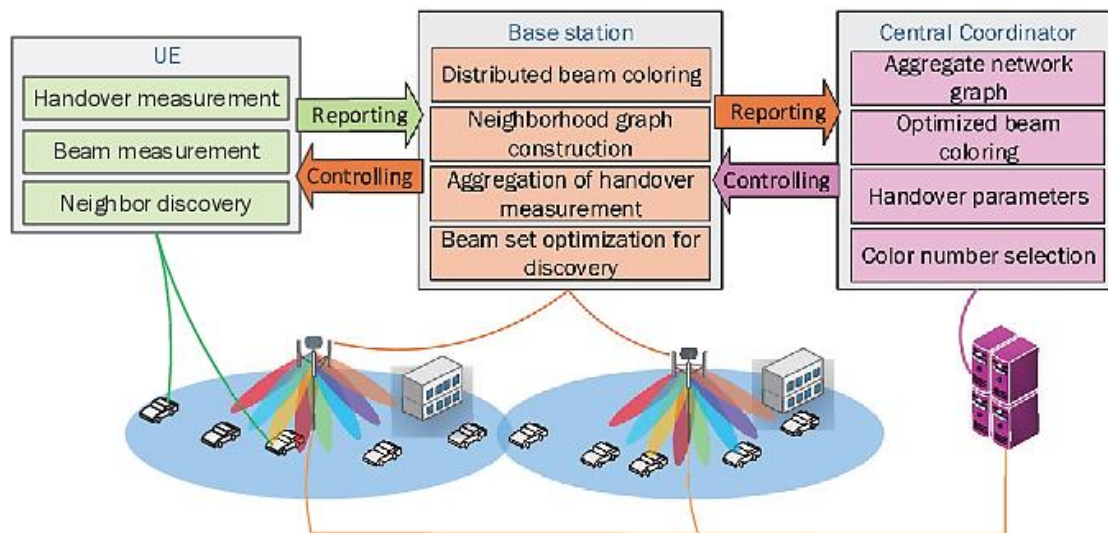 UE
Handover measurement
Beam measurement
Neighbor discovery
Reporting
Controlling
Base station
Distributed beam coloring
Neighborhood graph
construction
Aggregation of handover
measurement
Beam set optimization for
discovery
Reporting
Controlling
Central Coordinator
Aggregate network
graph
Optimized beam
coloring
Handover parameters
Color number selection